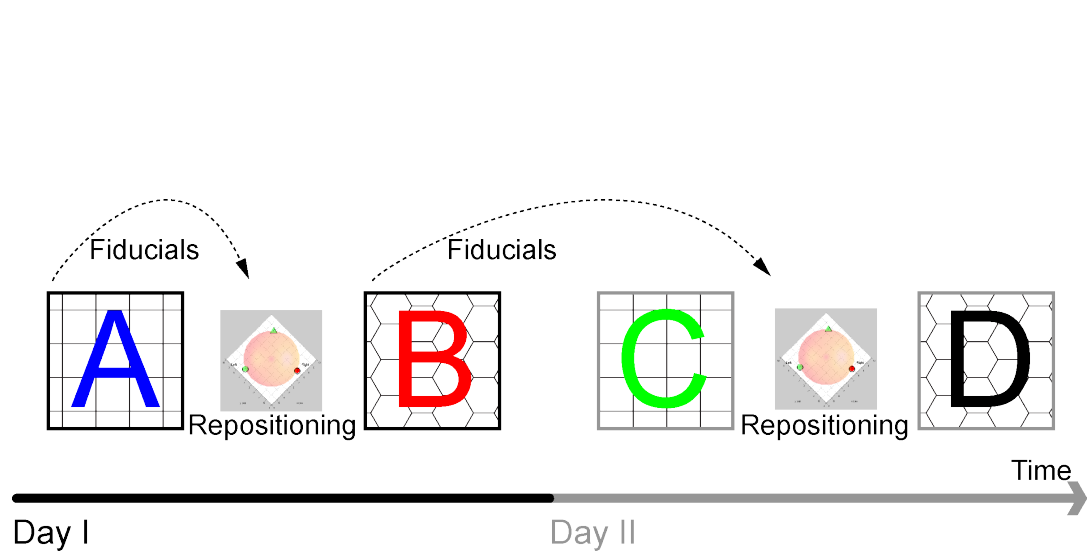 Fiducials
Fiducials
A
B
C
D
Repositioning
Repositioning
Time
Day I
Day II